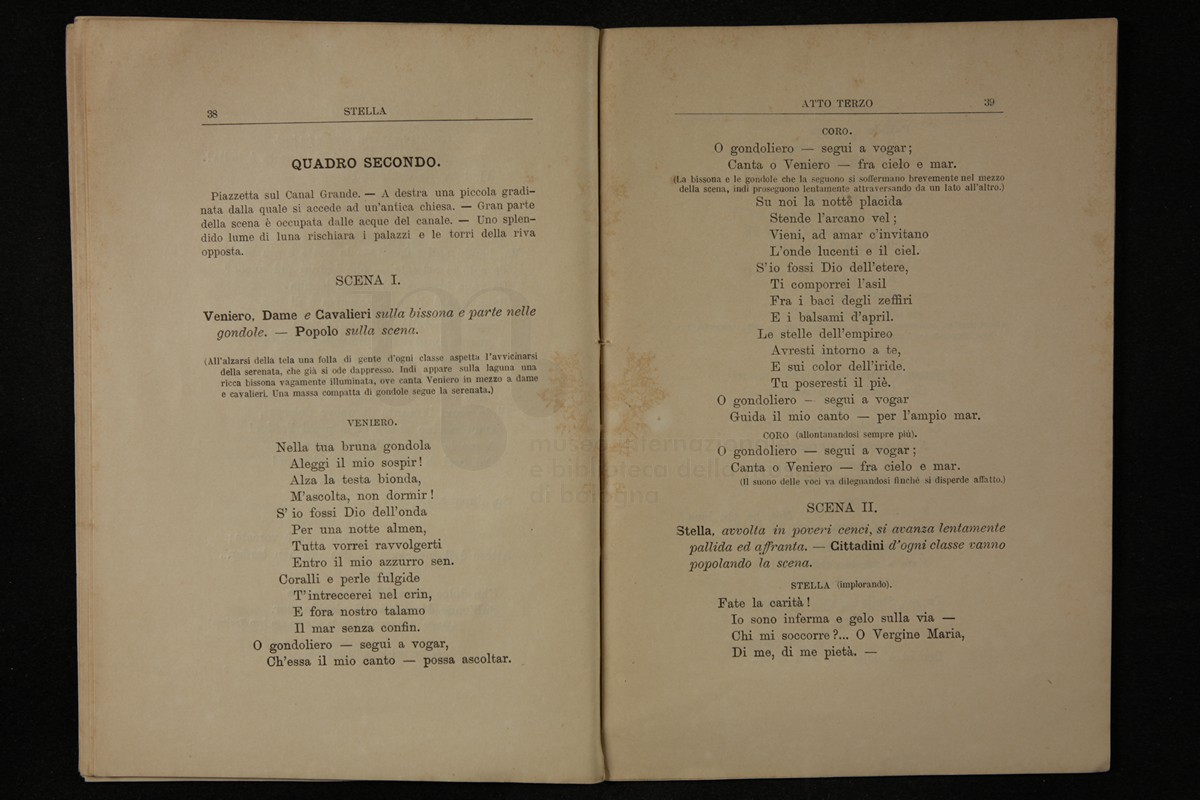 38
STELLA
QUADRO SECONDO.
Piazzetta sul Canal Grande. — A destra una piccola gradi-
nata dalla quale si accede ad un'antica chiesa. — Gran parte
della scena è occupata dalle acque del canale. — Uno splen-
dido lume di luna rischiara i palazzi e le torri della riva
opposta.
SCENA I.
Veniero, Dame e Cavalieri sulla bissona e parte nelle
gondole. — Popolo sulla scena.
(All'alzarsi della tela una folla di gente d'ogni classe aspetta l'avvicinarsi
della serenata, che già si ode dappresso. Indi appare sulla laguna una
ricca bissona vagamente illuminata, ove canta Veniero in mezzo a dame
e cavalieri. Una massa compatta di gondole segue la serenata.)
VENIERO.
Nella tua bruna gondola
Aleggi il mio sospir!
Alza la testa bionda,
M'ascolta, non dormir!
S' io fossi Dio dell'onda
Per una notte almen,
Tutta vorrei ravvolgerti
Entro il mio azzurro sen.
Coralli e perle fulgide
T'intreccerei nel crin,
E fora nostro talamo
Il mar senza confin.
O gondoliero — segui a vogar,
Ch'essa il mio canto — possa ascoltar.
ATTO TERZO
39
CORO.
O gondoliero — segui a vogar;
Canta o Veniero — fra cielo e mar.
(La bissona e le gondole che la seguono si soffermano brevemente nel mezzo
della scena, indi proseguono lentamente attraversando da un lato all'altro.)
Su noi la notte placida
Stende l'arcano vel;
Vieni, ad amar c'invitano
L'onde lucenti e il ciel.
S'io fossi Dio dell'etere,
Ti comporrei l'asil
Fra i baci degli zeffiri
E i balsami d'april.
Le stelle dell'empireo
Avresti intorno a te,
E sui color dell'iride.
Tu poseresti il piè.
O gondoliero — segui a vogar
Guida il mio canto — per l'ampio mar.
CORO (allontanandosi sempre più).
O gondoliero — segui a vogar;
Canta o Veniero — fra cielo e mar.
(Il suono delle voci va dileguandosi finchè si disperde affatto.)
SCENA II.
Stella, avvolta in poveri cenci, si avanza lentamente
pallida ed affranta. — Cittadini d'ogni classe vanno
popolando la scena.
STELLA (implorando).
Fate la carità!
Io sono inferma e gelo sulla via —
Chi mi soccorre?... O Vergine Maria,
Di me, di me pietà. —
museo internazionale
e biblioteca della
di bologna